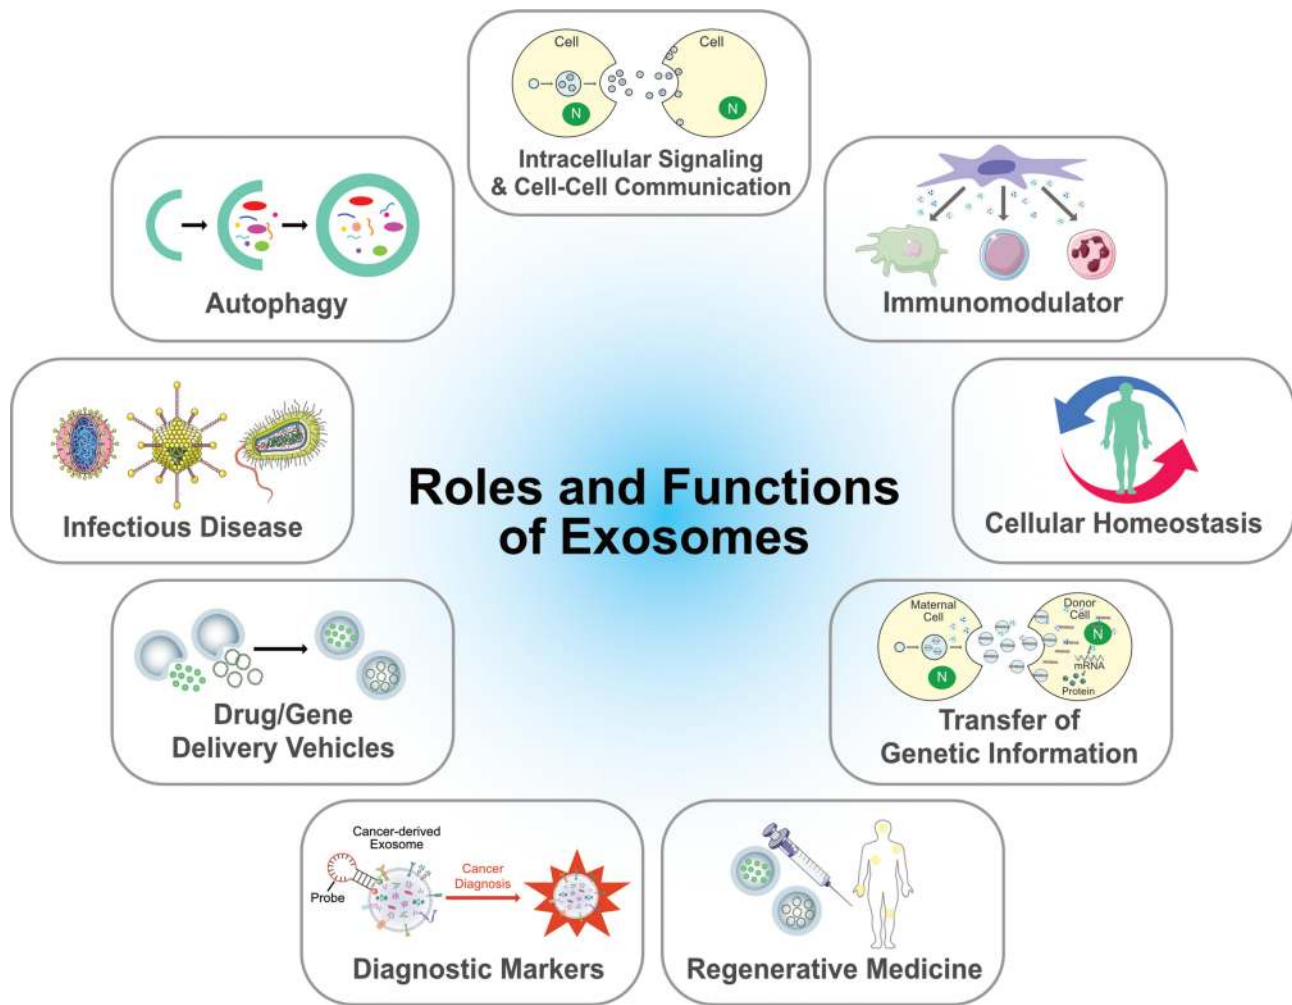 Cell
Cell
N
N
Intracellular Signaling
& Cell-Cell Communication
Autophagy
Immunomodulator
Infectious Disease
Roles and Functions
of Exosomes
Cellular Homeostasis
Drug/Gene
Delivery Vehicles
Maternal
Cell
Donor
Cell
N
N
mRNA
Protein
Transfer of
Genetic Information
Cancer-derived
Exosome
Probe
Cancer
Diagnosis
Diagnostic Markers
Regenerative Medicine